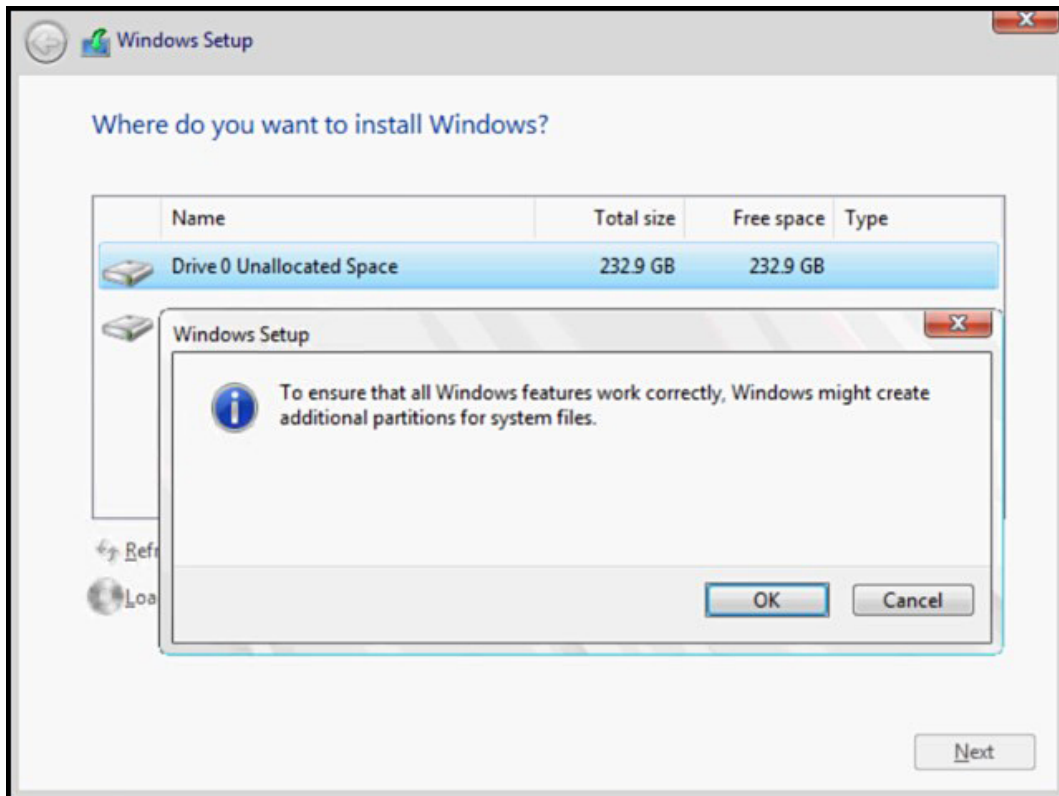 Windows Setup
Where do you want to install Windows?
Name Total size Free space Type
Drive 0 Unallocated Space 232.9 GB 232.9 GB
Windows Setup
To ensure that all Windows features work correctly, Windows might create
additional partitions for system files.
Refr
Loa
OK Cancel
Next